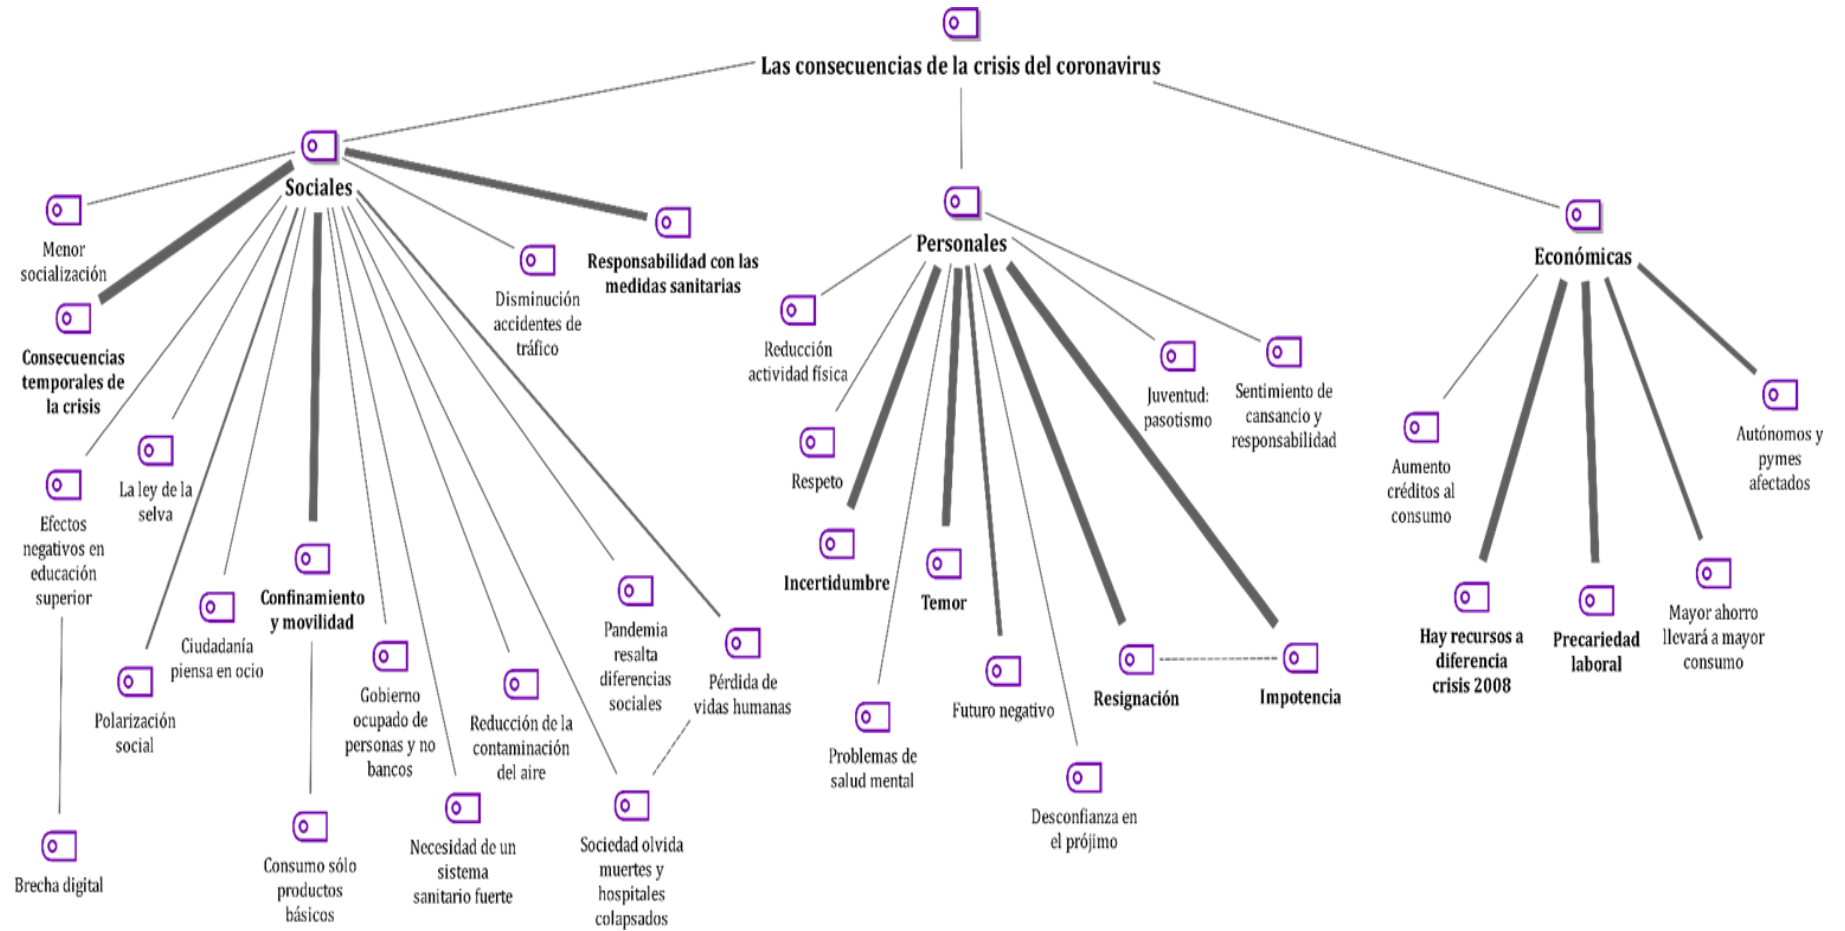 Las consecuencias de la crisis del coronavirus
Sociales
Menor
socialización
Consecuencias
temporales de
la crisis
Efectos
negativos en
educación
superior
Brecha digital
La ley de la
selva
Polarización
social
Ciudadanía
piensa en ocio
Confinamiento
y movilidad
Consumo sólo
productos
básicos
Gobierno
ocupado de
personas y no
bancos
Necesidad de un
sistema
sanitario fuerte
Reducción de la
contaminación
del aire
Sociedad olvida
muertes y
hospitales
colapsados
Pandemia
resalta
diferencias
sociales
Pérdida de
vidas humanas
Disminución
accidentes de
tráfico
Responsabilidad con las
medidas sanitarias
Personales
Reducción
actividad física
Respeto
Incertidumbre
Problemas de
salud mental
Temor
Futuro negativo
Desconfianza en
el prójimo
Resignación
Impotencia
Juventud:
pasotismo
Sentimiento de
cansancio y
responsabilidad
Económicas
Aumento
créditos al
consumo
Hay recursos a
diferencia
crisis 2008
Precariedad
laboral
Mayor ahorro
llevará a mayor
consumo
Autónomos y
pymes
afectados